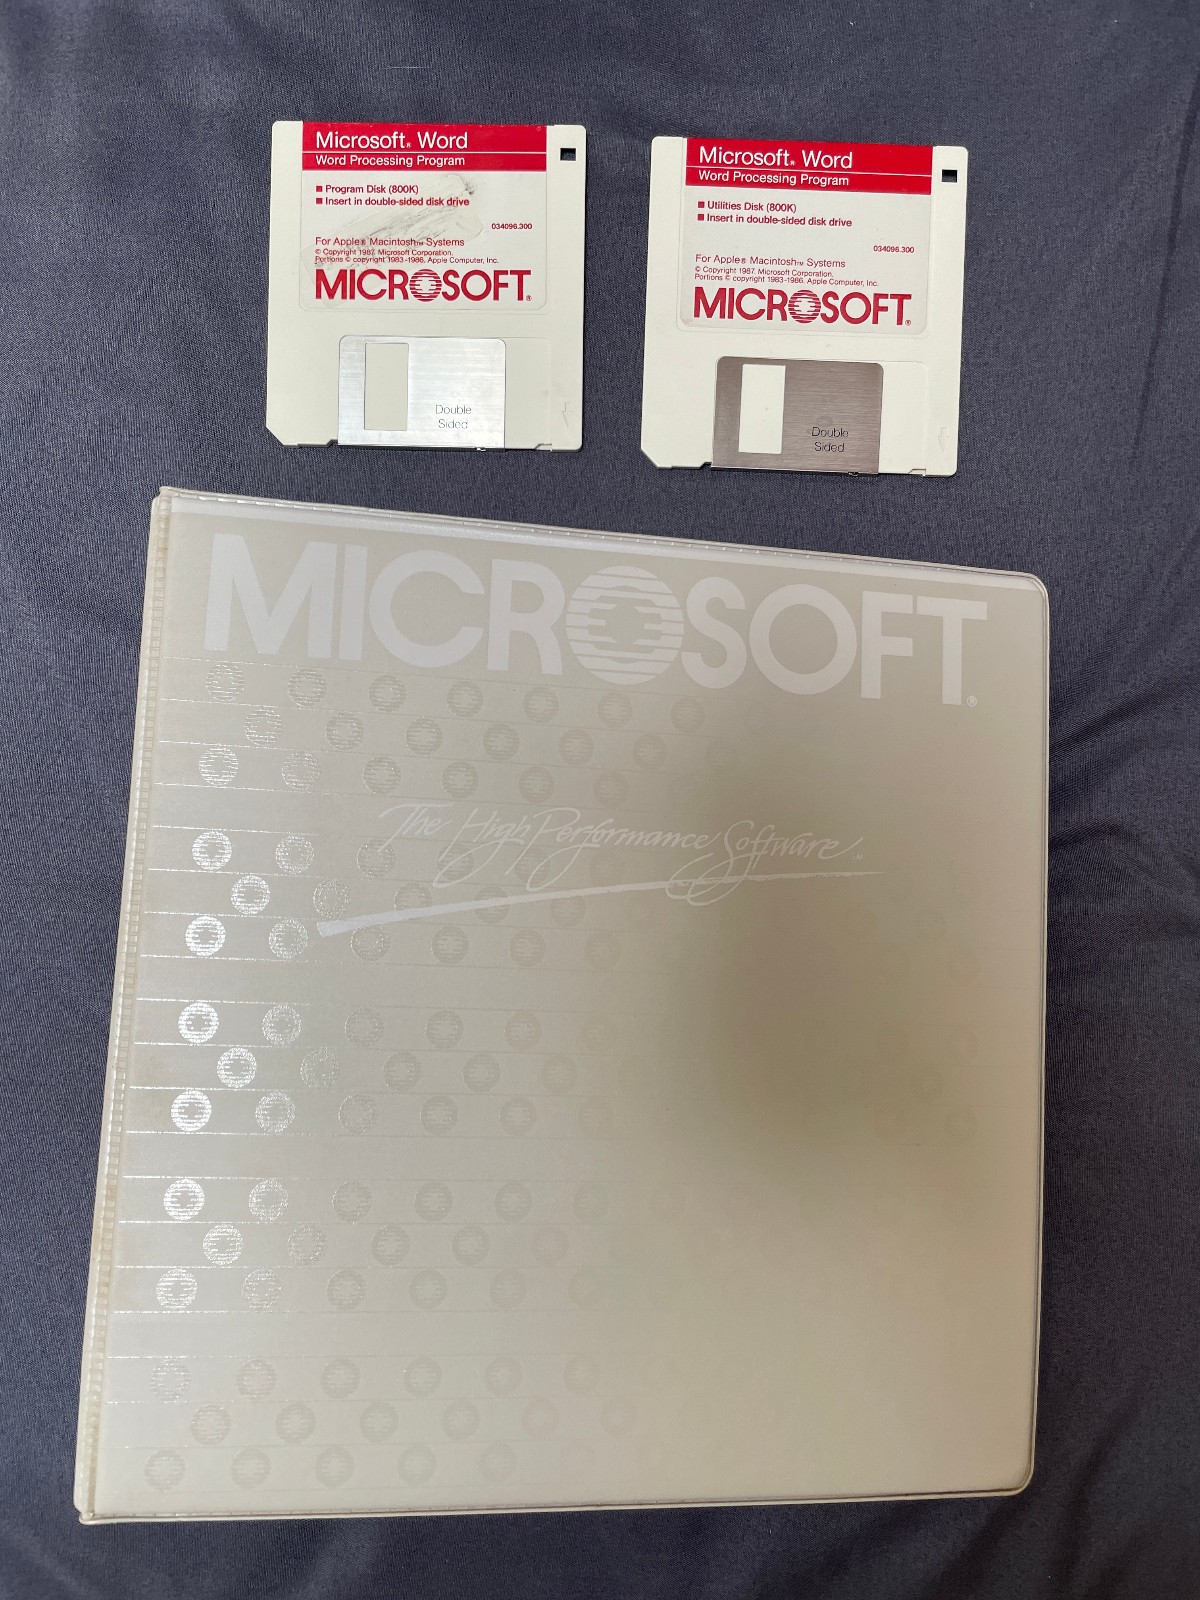 Microsoft® Word
Word Processing Program
■ Program Disk (800K)
■ Insert in double-sided disk drive
034096.300
For Apple® Macintosh™ Systems
© Copyright 1987, Microsoft Corporation.
Portions © copyright 1983-1986, Apple Computer, Inc.
MICROSOFT®
Double
Sided
Microsoft® Word
Word Processing Program
■ Utilities Disk (800K)
■ Insert in double-sided disk drive
034096.300
For Apple® Macintosh™ Systems
© Copyright 1987, Microsoft Corporation.
Portions © copyright 1983-1986, Apple Computer, Inc.
MICROSOFT®
Double
Sided
MICROSOFT®
The High Performance Software™